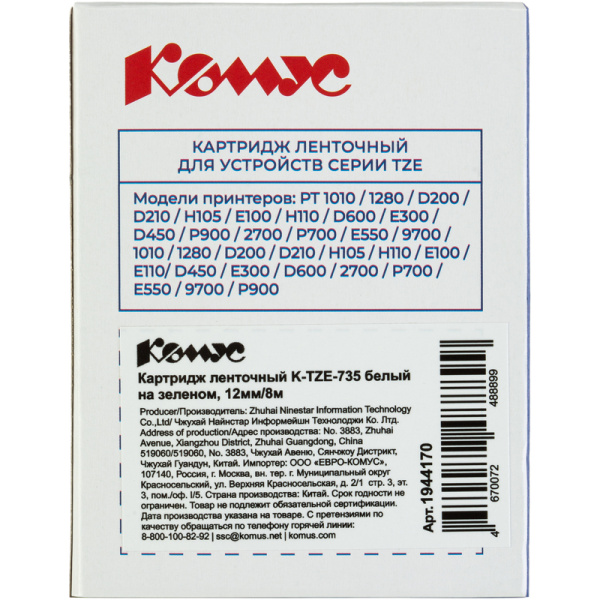 Комус
КАРТРИДЖ ЛЕНТОЧНЫЙ
ДЛЯ УСТРОЙСТВ СЕРИИ TZE
Модели принтеров: PT 1010 / 1280 / D200 /
D210 / H105 / E100 / H110 / D600 / E300 /
D450 / P900 / 2700 / P700 / E550 / 9700 /
1010 / 1280 / D200 / D210 / H105 / H110 / E100 /
E110/ D450 / E300 / D600 / 2700 / P700 /
E550 / 9700 / P900
Комус
Картридж ленточный K-TZE-735 белый
на зеленом, 12мм/8м
Producer/Производитель: Zhuhai Ninestar Information Technology
Co.,Ltd/ Чжухай Найнстар Информейшн Технолоджи Ко. Лтд.
Address of production/Адрес производства: No. 3883, Zhuhai
Avenue, Xiangzhou District, Zhuhai Guangdong, China
519060/519060, No. 3883, Чжухай Авеню, Сянчжоу Дистрикт,
Чжухай Гуандун, Китай. Импортер: ООО «ЕВРО-КОМУС»,
107140, Россия, г. Москва, вн. тер. г. Муниципальный округ
Красносельский, ул. Верхняя Красносельская, д. 2/1 стр. 3, эт.
3, пом./оф. I/5. Страна производства: Китай. Срок годности не
ограничен. Товар не подлежит обязательной сертификации.
Дата производства указана на товаре. С претензиями по
качеству обращаться по телефону горячей линии:
8-800-100-82-92 | ssc@komus.net | komus.com
Арт.1944170
4 670072 488899